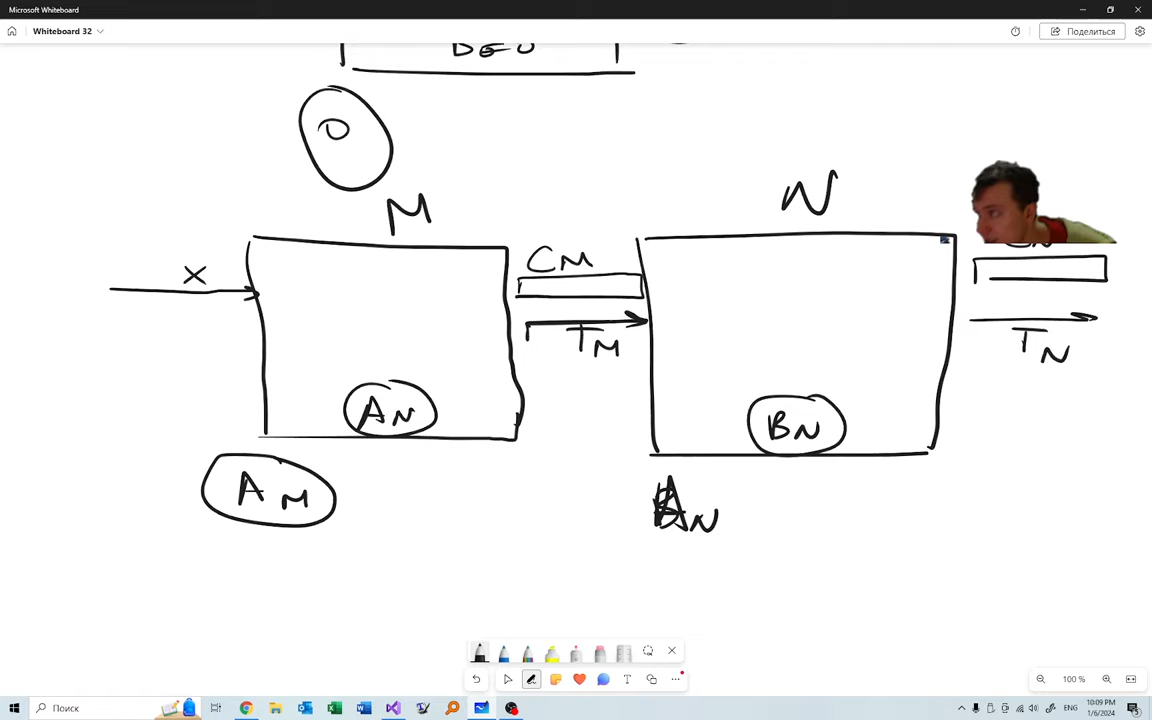 Microsoft Whiteboard
Whiteboard 32
Поделиться
D
M
N
X
CM
TM
TN
AN
BN
AM
N
100 %
Поиск
ENG
10:09 PM
1/6/2024
5